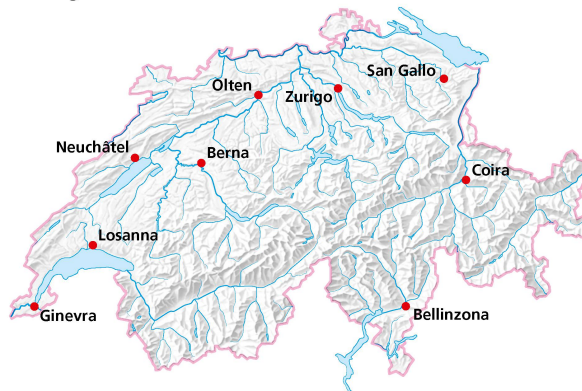 San Gallo
Olten
Zurigo
Neuchâtel
Berna
Coira
Losanna
Ginevra
Bellinzona